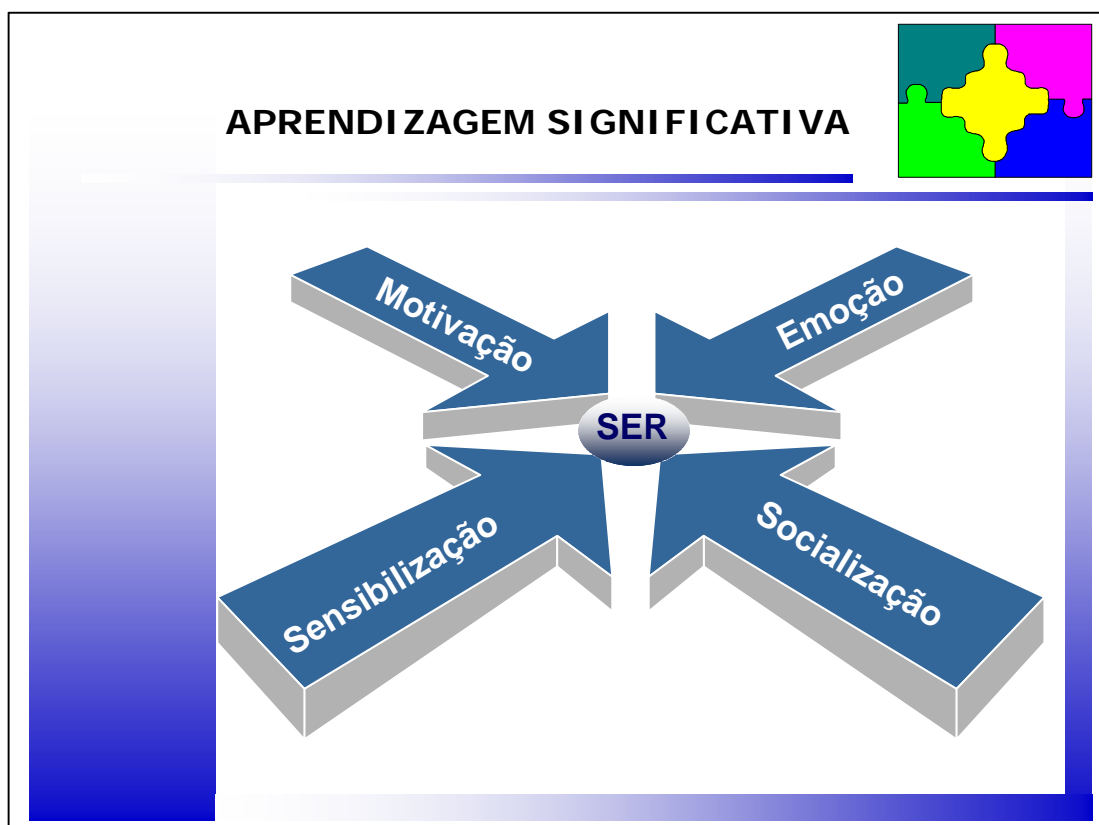 APRENDIZAGEM SIGNIFICATIVA
Motivação
Emoção
SER
Sensibilização
Socialização